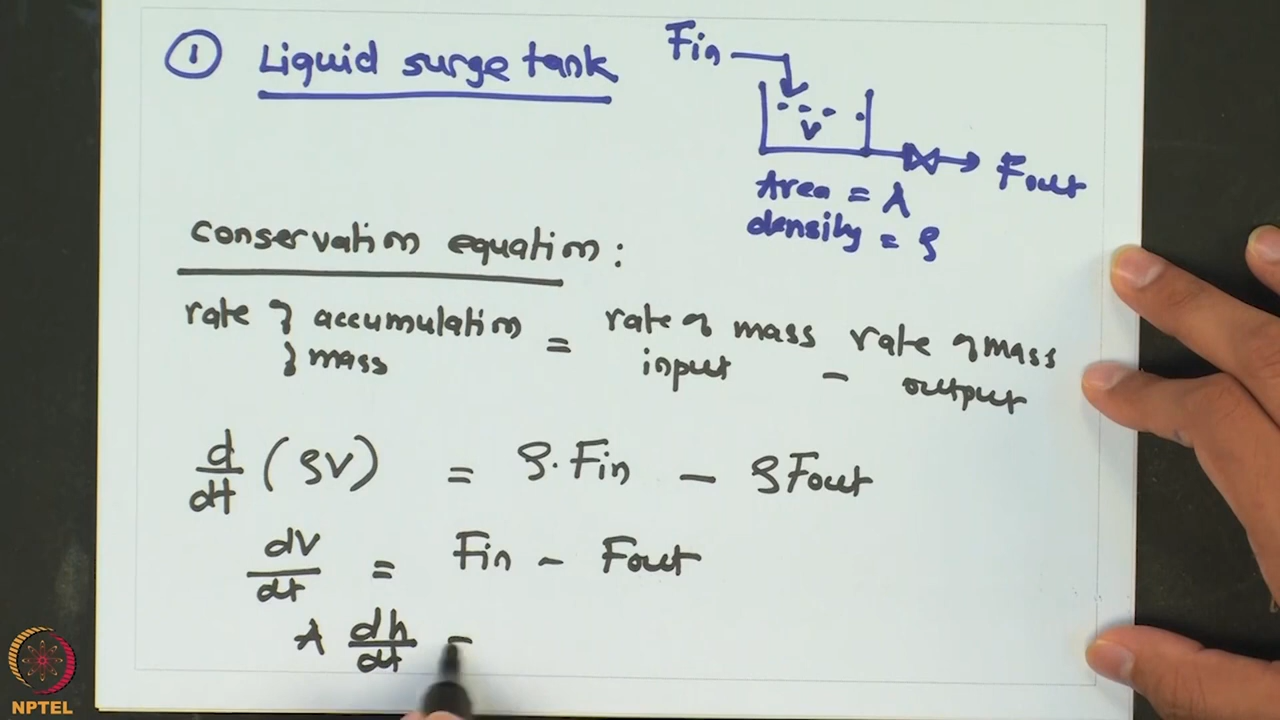 ① Liquid surge tank
Fin
V
Fout
Area = A
density = ρ
conservation equation:
rate of accumulation of mass = rate of mass input - rate of mass output
d/dt (ρV) = ρ·Fin - ρFout
dV/dt = Fin - Fout
A dh/dt =
NPTEL